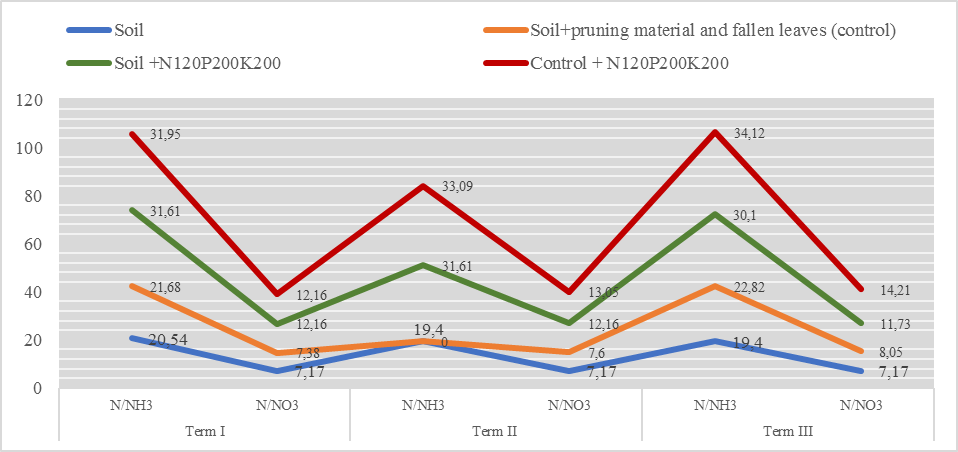 Soil
Soil+pruning material and fallen leaves (control)
Soil +N120P200K200
Control + N120P200K200
120
100
80
60
40
20
0
31,95
12,16
33,09
13,05
34,12
14,21
31,61
12,16
31,61
12,16
30,1
11,73
21,68
7,38
0
7,6
22,82
8,05
20,54
7,17
19,4
7,17
19,4
7,17
N/NH3
N/NO3
N/NH3
N/NO3
N/NH3
N/NO3
Term I
Term II
Term III